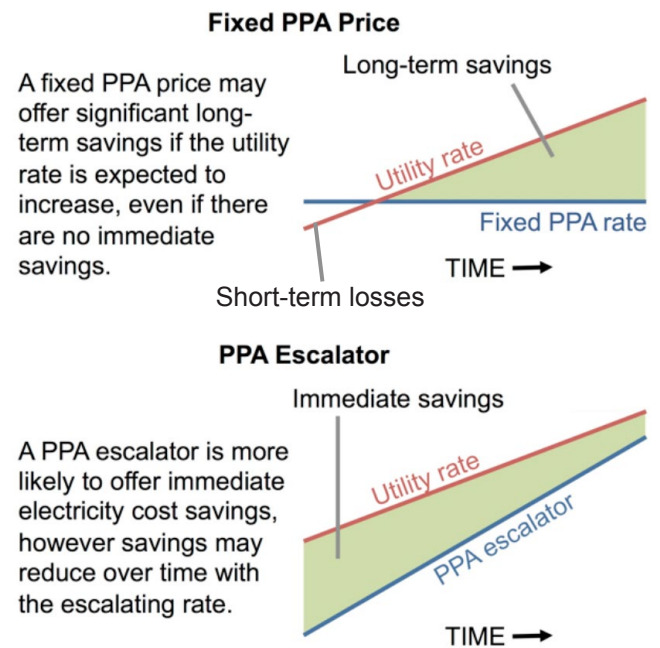 Fixed PPA Price
A fixed PPA price may
offer significant long-
term savings if the utility
rate is expected to
increase, even if there
are no immediate
savings.
Long-term savings
Utility rate
Fixed PPA rate
TIME
Short-term losses
PPA Escalator
Immediate savings
A PPA escalator is more
likely to offer immediate
electricity cost savings,
however savings may
reduce over time with
the escalating rate.
Utility rate
PPA escalator
TIME